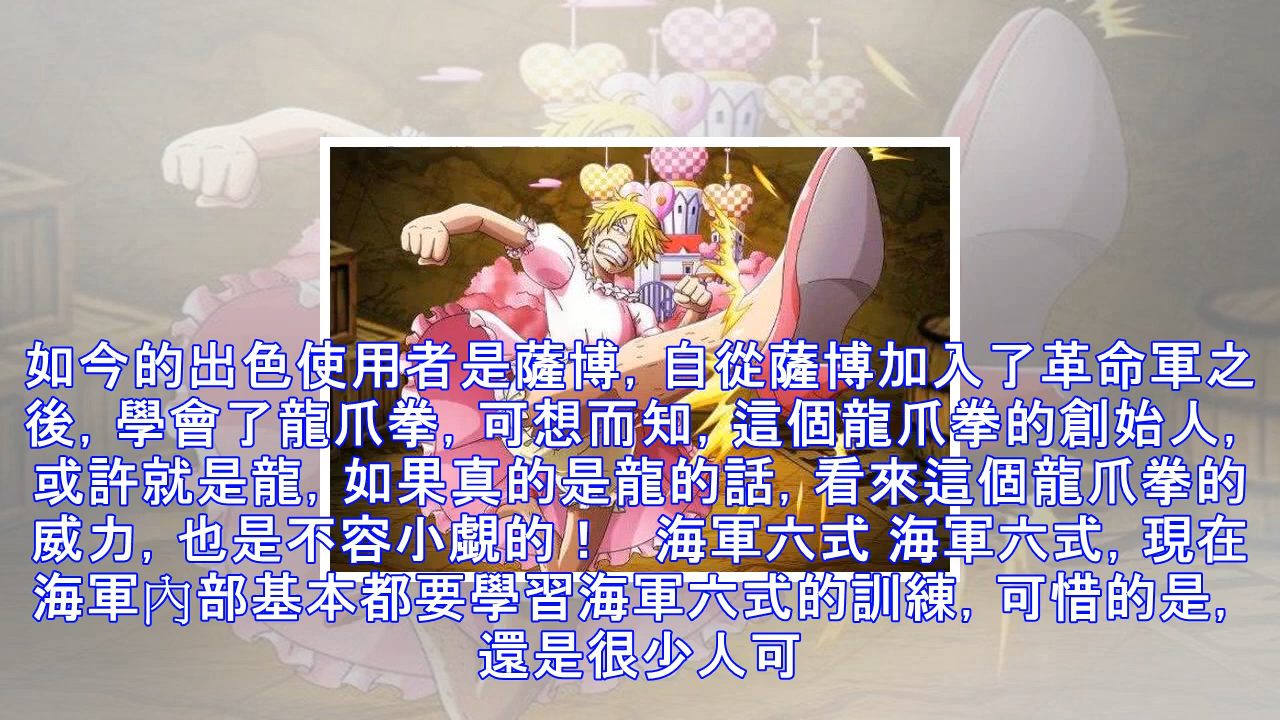 如今的出色使用者是薩博, 自從薩博加入了革命軍之
後, 學會了龍爪拳, 可想而知, 這個龍爪拳的創始人,
或許就是龍, 如果真的是龍的話, 看來這個龍爪拳的
威力, 也是不容小覷的！ 海軍六式 海軍六式, 現在
海軍內部基本都要學習海軍六式的訓練, 可惜的是,
還是很少人可